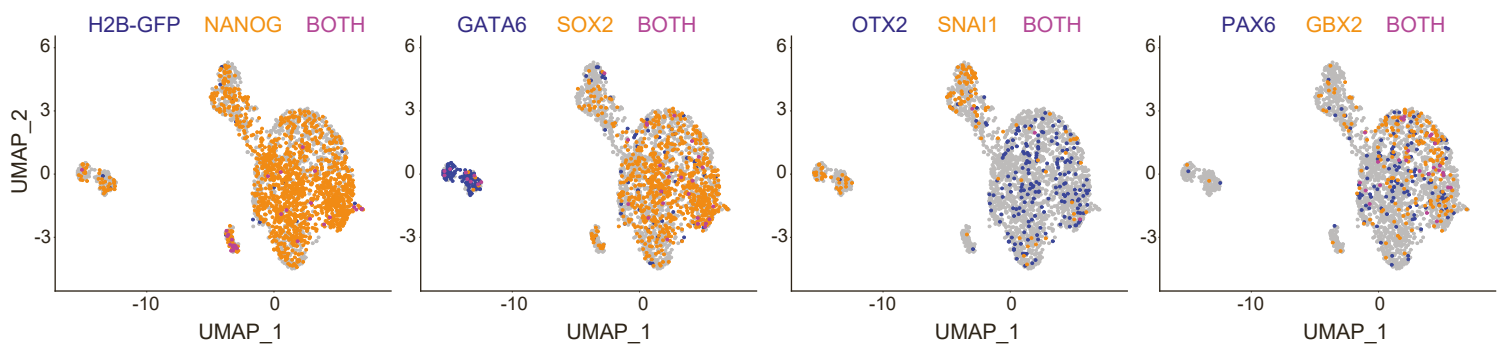 H2B-GFP NANOG BOTH GATA6 SOX2 BOTH OTX2 SNAI1 BOTH PAX6 GBX2 BOTH
6 6 6 6
3 3 3 3
0 0 0 0
-3 -3 -3 -3
UMAP_2
-10 0 -10 0 -10 0 -10 0
UMAP_1 UMAP_1 UMAP_1 UMAP_1